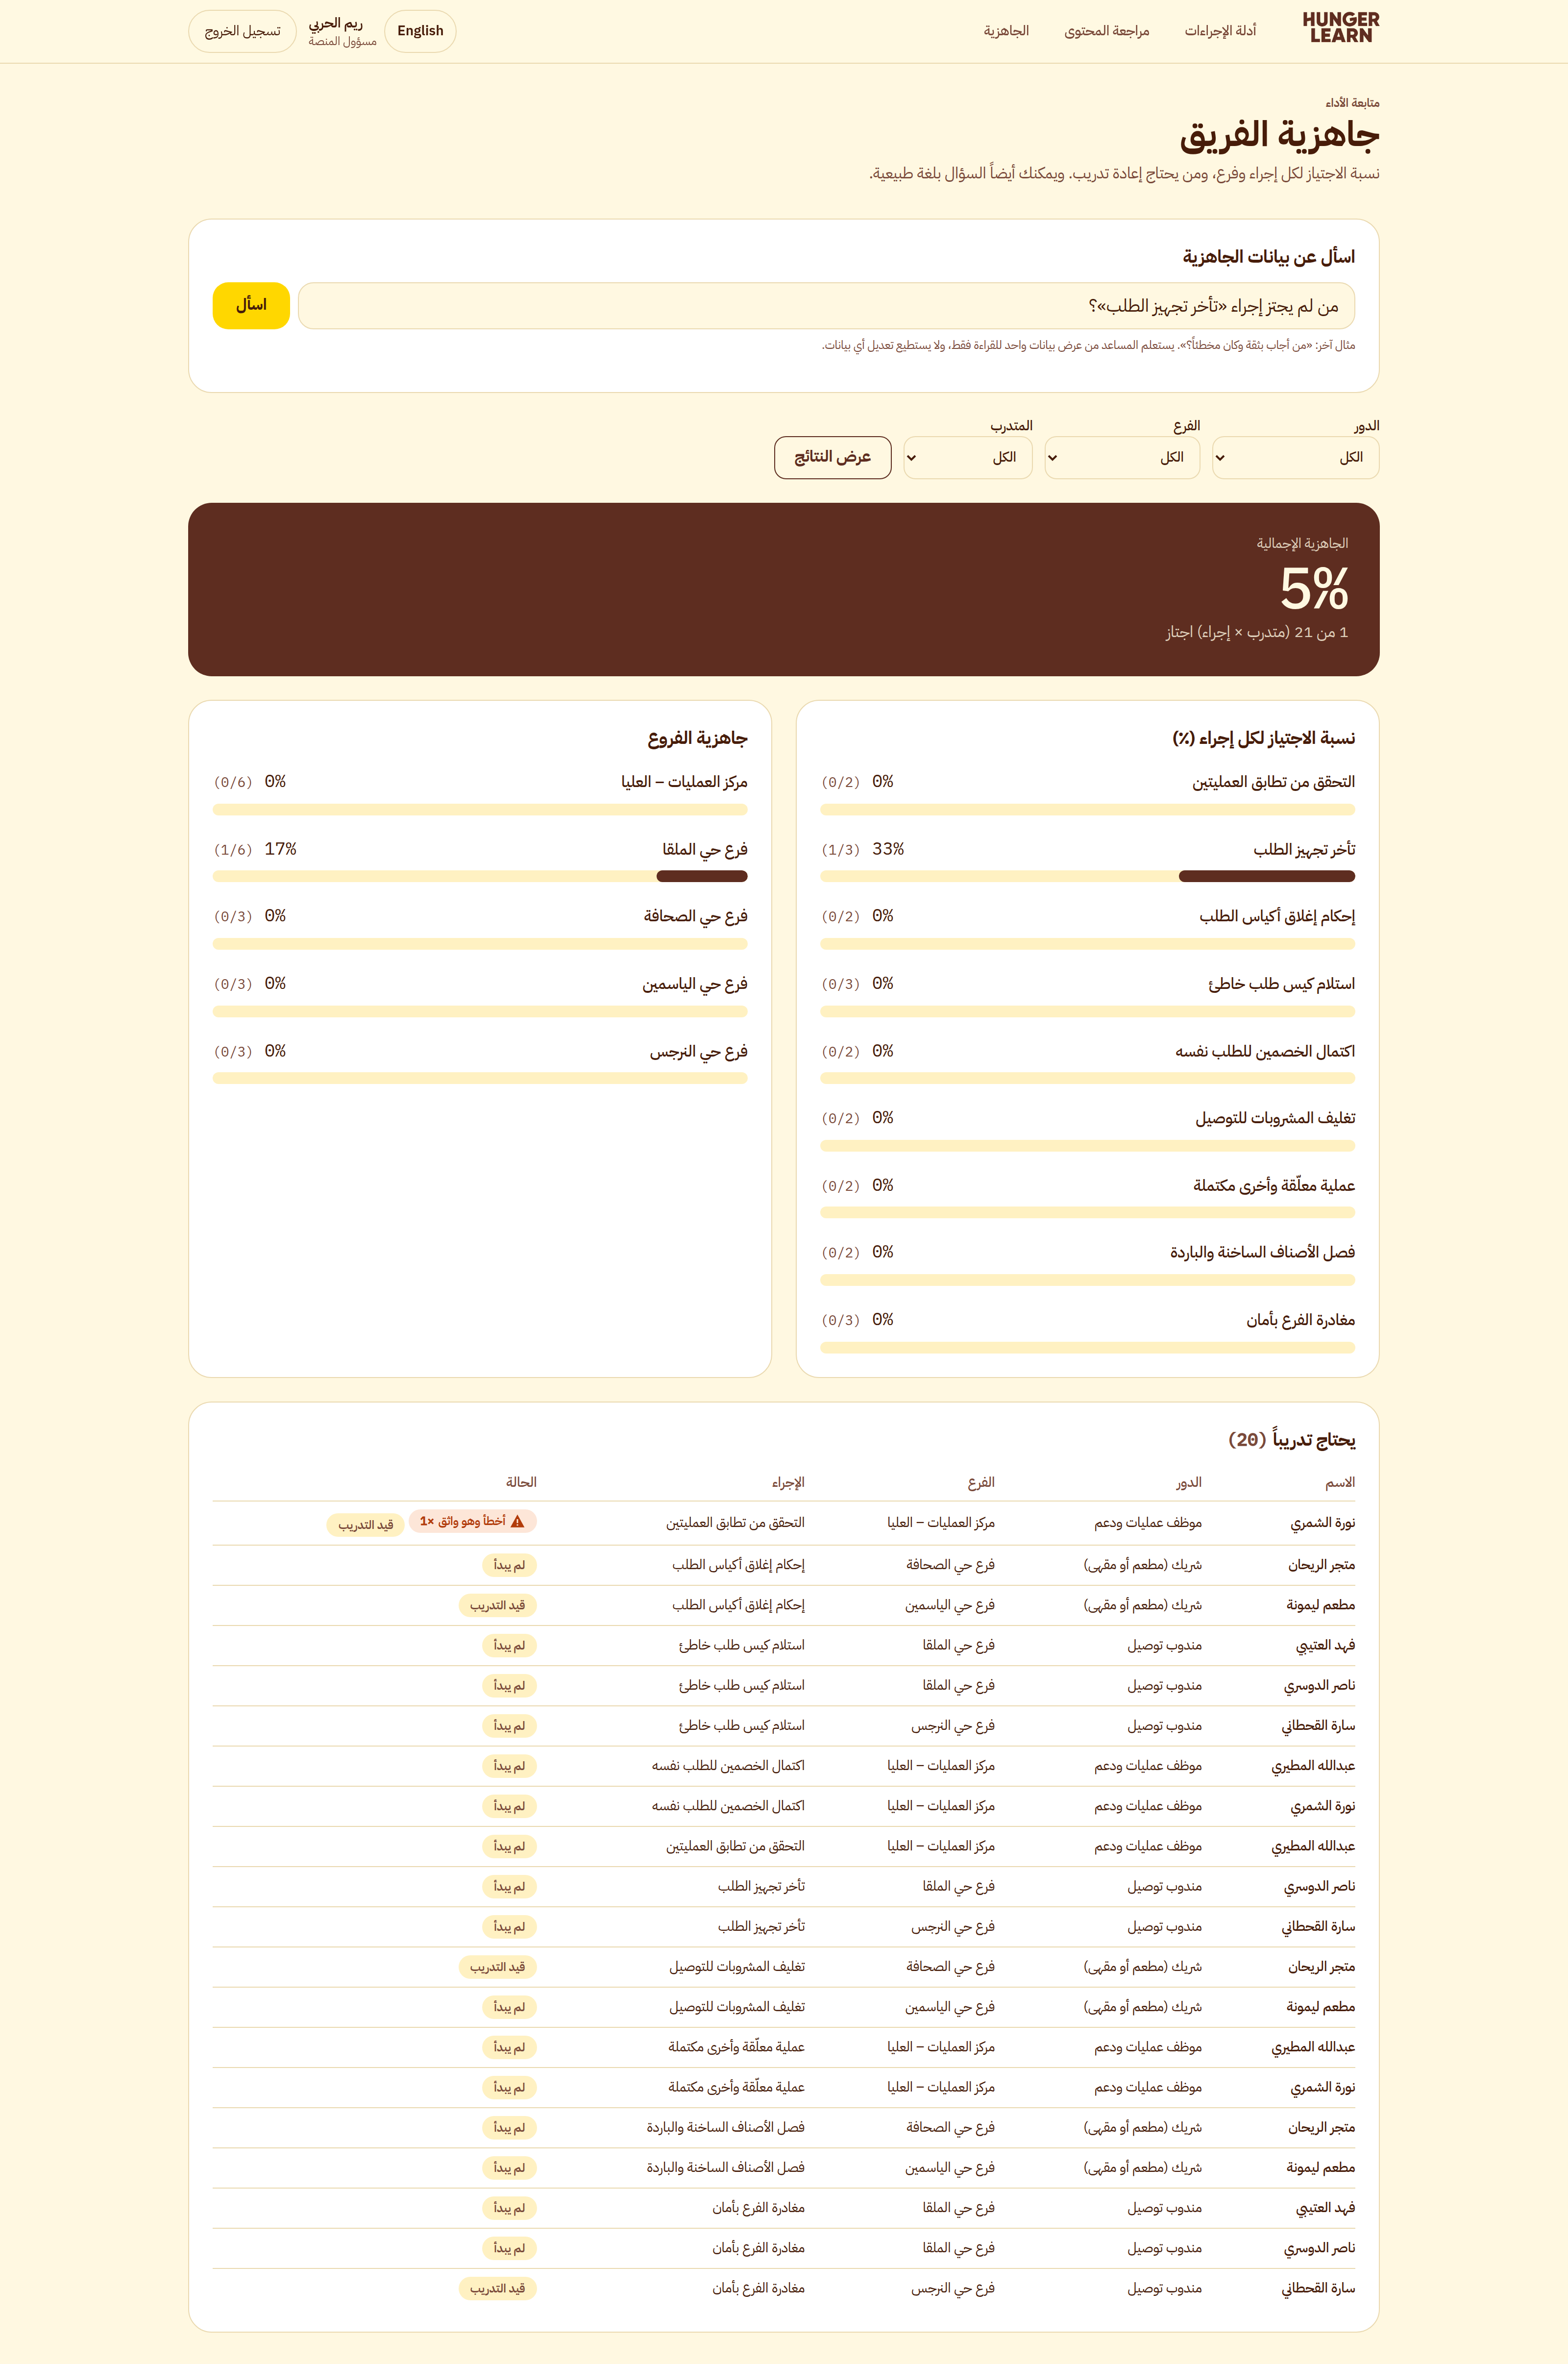 HUNGER
LEARN
أدلة الإجراءات
مراجعة المحتوى
الجاهزية
English
ريم الحربي
مسؤول المنصة
تسجيل الخروج
متابعة الأداء
جاهزية الفريق
نسبة الاجتياز لكل إجراء وفرع، ومن يحتاج إعادة تدريب. ويمكنك أيضاً السؤال بلغة طبيعية.
اسأل عن بيانات الجاهزية
من لم يجتز إجراء «تأخر تجهيز الطلب»؟
اسأل
مثال آخر: «من أجاب بثقة وكان مخطئاً؟». يستعلم المساعد من عرض بيانات واحد للقراءة فقط، ولا يستطيع تعديل أي بيانات.
الدور
الفرع
المتدرب
الكل
الكل
الكل
عرض النتائج
الجاهزية الإجمالية
5%
1 من 21 (متدرب × إجراء) اجتاز
نسبة الاجتياز لكل إجراء (٪)
التحقق من تطابق العمليتين 0% (0/2)
تأخر تجهيز الطلب 33% (1/3)
إحكام إغلاق أكياس الطلب 0% (0/2)
استلام كيس طلب خاطئ 0% (0/3)
اكتمال الخصمين للطلب نفسه 0% (0/2)
تغليف المشروبات للتوصيل 0% (0/2)
عملية معلّقة وأخرى مكتملة 0% (0/2)
فصل الأصناف الساخنة والباردة 0% (0/2)
مغادرة الفرع بأمان 0% (0/3)
جاهزية الفروع
مركز العمليات – العليا 0% (0/6)
فرع حي الملقا 17% (1/6)
فرع حي الصحافة 0% (0/3)
فرع حي الياسمين 0% (0/3)
فرع حي النرجس 0% (0/3)
يحتاج تدريباً (20)
الاسم الدور الفرع الإجراء الحالة
نورة الشمري موظف عمليات ودعم مركز العمليات – العليا التحقق من تطابق العمليتين أخطأ وهو واثق ×1 قيد التدريب
متجر الريحان شريك (مطعم أو مقهى) فرع حي الصحافة إحكام إغلاق أكياس الطلب لم يبدأ
مطعم ليمونة شريك (مطعم أو مقهى) فرع حي الياسمين إحكام إغلاق أكياس الطلب قيد التدريب
فهد العتيبي مندوب توصيل فرع حي الملقا استلام كيس طلب خاطئ لم يبدأ
ناصر الدوسري مندوب توصيل فرع حي الملقا استلام كيس طلب خاطئ لم يبدأ
سارة القحطاني مندوب توصيل فرع حي النرجس استلام كيس طلب خاطئ لم يبدأ
عبدالله المطيري موظف عمليات ودعم مركز العمليات – العليا اكتمال الخصمين للطلب نفسه لم يبدأ
نورة الشمري موظف عمليات ودعم مركز العمليات – العليا اكتمال الخصمين للطلب نفسه لم يبدأ
عبدالله المطيري موظف عمليات ودعم مركز العمليات – العليا التحقق من تطابق العمليتين لم يبدأ
ناصر الدوسري مندوب توصيل فرع حي الملقا تأخر تجهيز الطلب لم يبدأ
سارة القحطاني مندوب توصيل فرع حي النرجس تأخر تجهيز الطلب لم يبدأ
متجر الريحان شريك (مطعم أو مقهى) فرع حي الصحافة تغليف المشروبات للتوصيل قيد التدريب
مطعم ليمونة شريك (مطعم أو مقهى) فرع حي الياسمين تغليف المشروبات للتوصيل لم يبدأ
عبدالله المطيري موظف عمليات ودعم مركز العمليات – العليا عملية معلّقة وأخرى مكتملة لم يبدأ
نورة الشمري موظف عمليات ودعم مركز العمليات – العليا عملية معلّقة وأخرى مكتملة لم يبدأ
متجر الريحان شريك (مطعم أو مقهى) فرع حي الصحافة فصل الأصناف الساخنة والباردة لم يبدأ
مطعم ليمونة شريك (مطعم أو مقهى) فرع حي الياسمين فصل الأصناف الساخنة والباردة لم يبدأ
فهد العتيبي مندوب توصيل فرع حي الملقا مغادرة الفرع بأمان لم يبدأ
ناصر الدوسري مندوب توصيل فرع حي الملقا مغادرة الفرع بأمان لم يبدأ
سارة القحطاني مندوب توصيل فرع حي النرجس مغادرة الفرع بأمان قيد التدريب